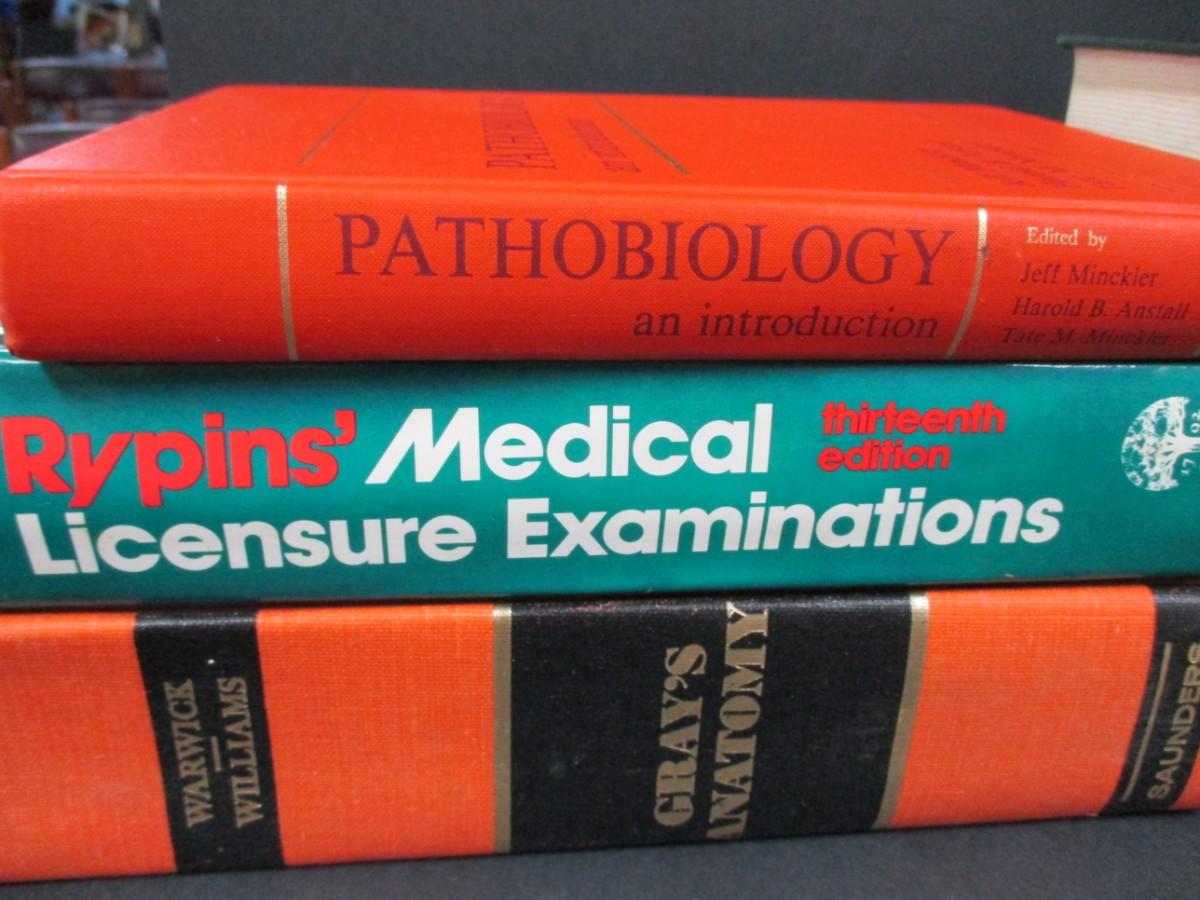 PATHOBIOLOGY
an introduction
Edited by
Jeff Minckler
Harold B. Anstall
Tate M. Minckler
Rypins' Medical
thirteenth
edition
Licensure Examinations
WARWICK
WILLIAMS
GRAY'S
ANATOMY
SAUNDERS